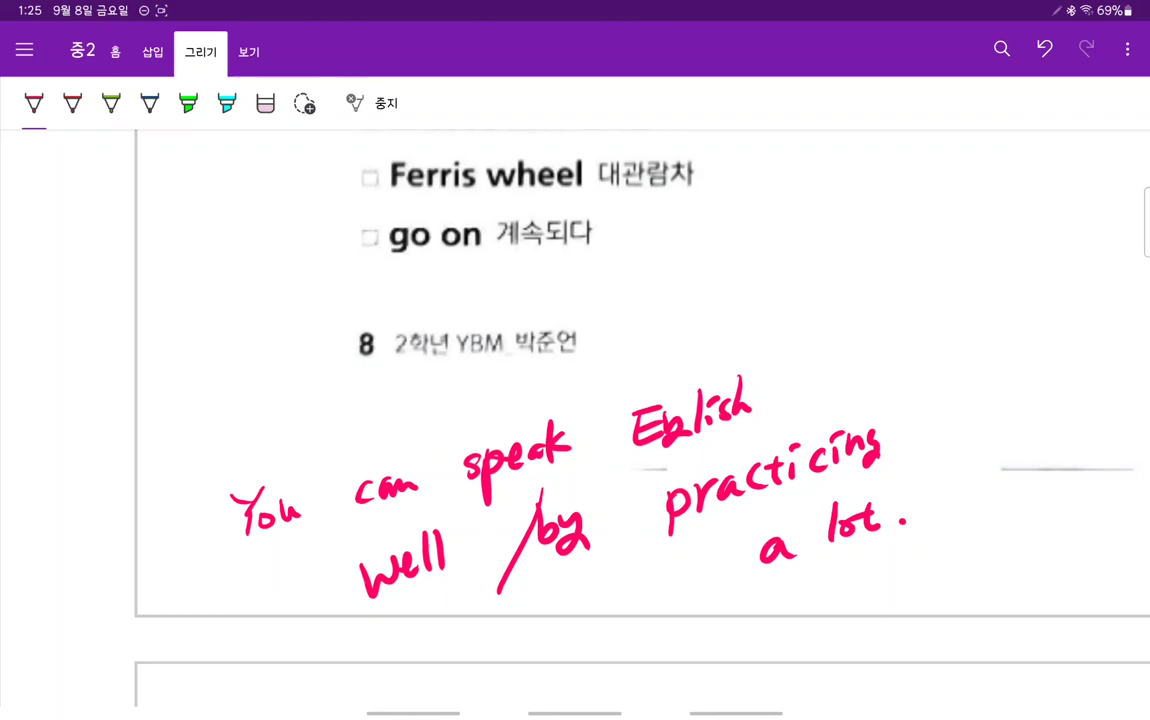 1:25 9월 8일 금요일 69%
중2 홈 삽입 그리기 보기
중지
Ferris wheel 대관람차
go on 계속되다
8 2학년 YBM_박준언
You can speak English
well / by practicing
a lot.